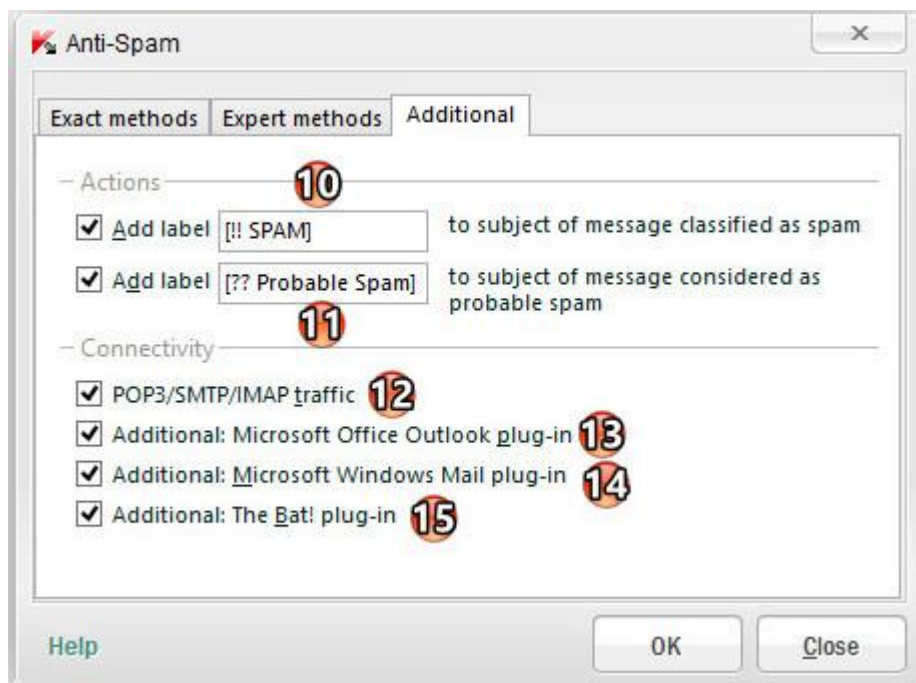 Anti-Spam
Exact methods Expert methods Additional
Actions
10
Add label [!! SPAM] to subject of message classified as spam
Add label [?? Probable Spam] to subject of message considered as
probable spam
11
Connectivity
POP3/SMTP/IMAP traffic 12
Additional: Microsoft Office Outlook plug-in 13
Additional: Microsoft Windows Mail plug-in 14
Additional: The Bat! plug-in 15
Help OK Close